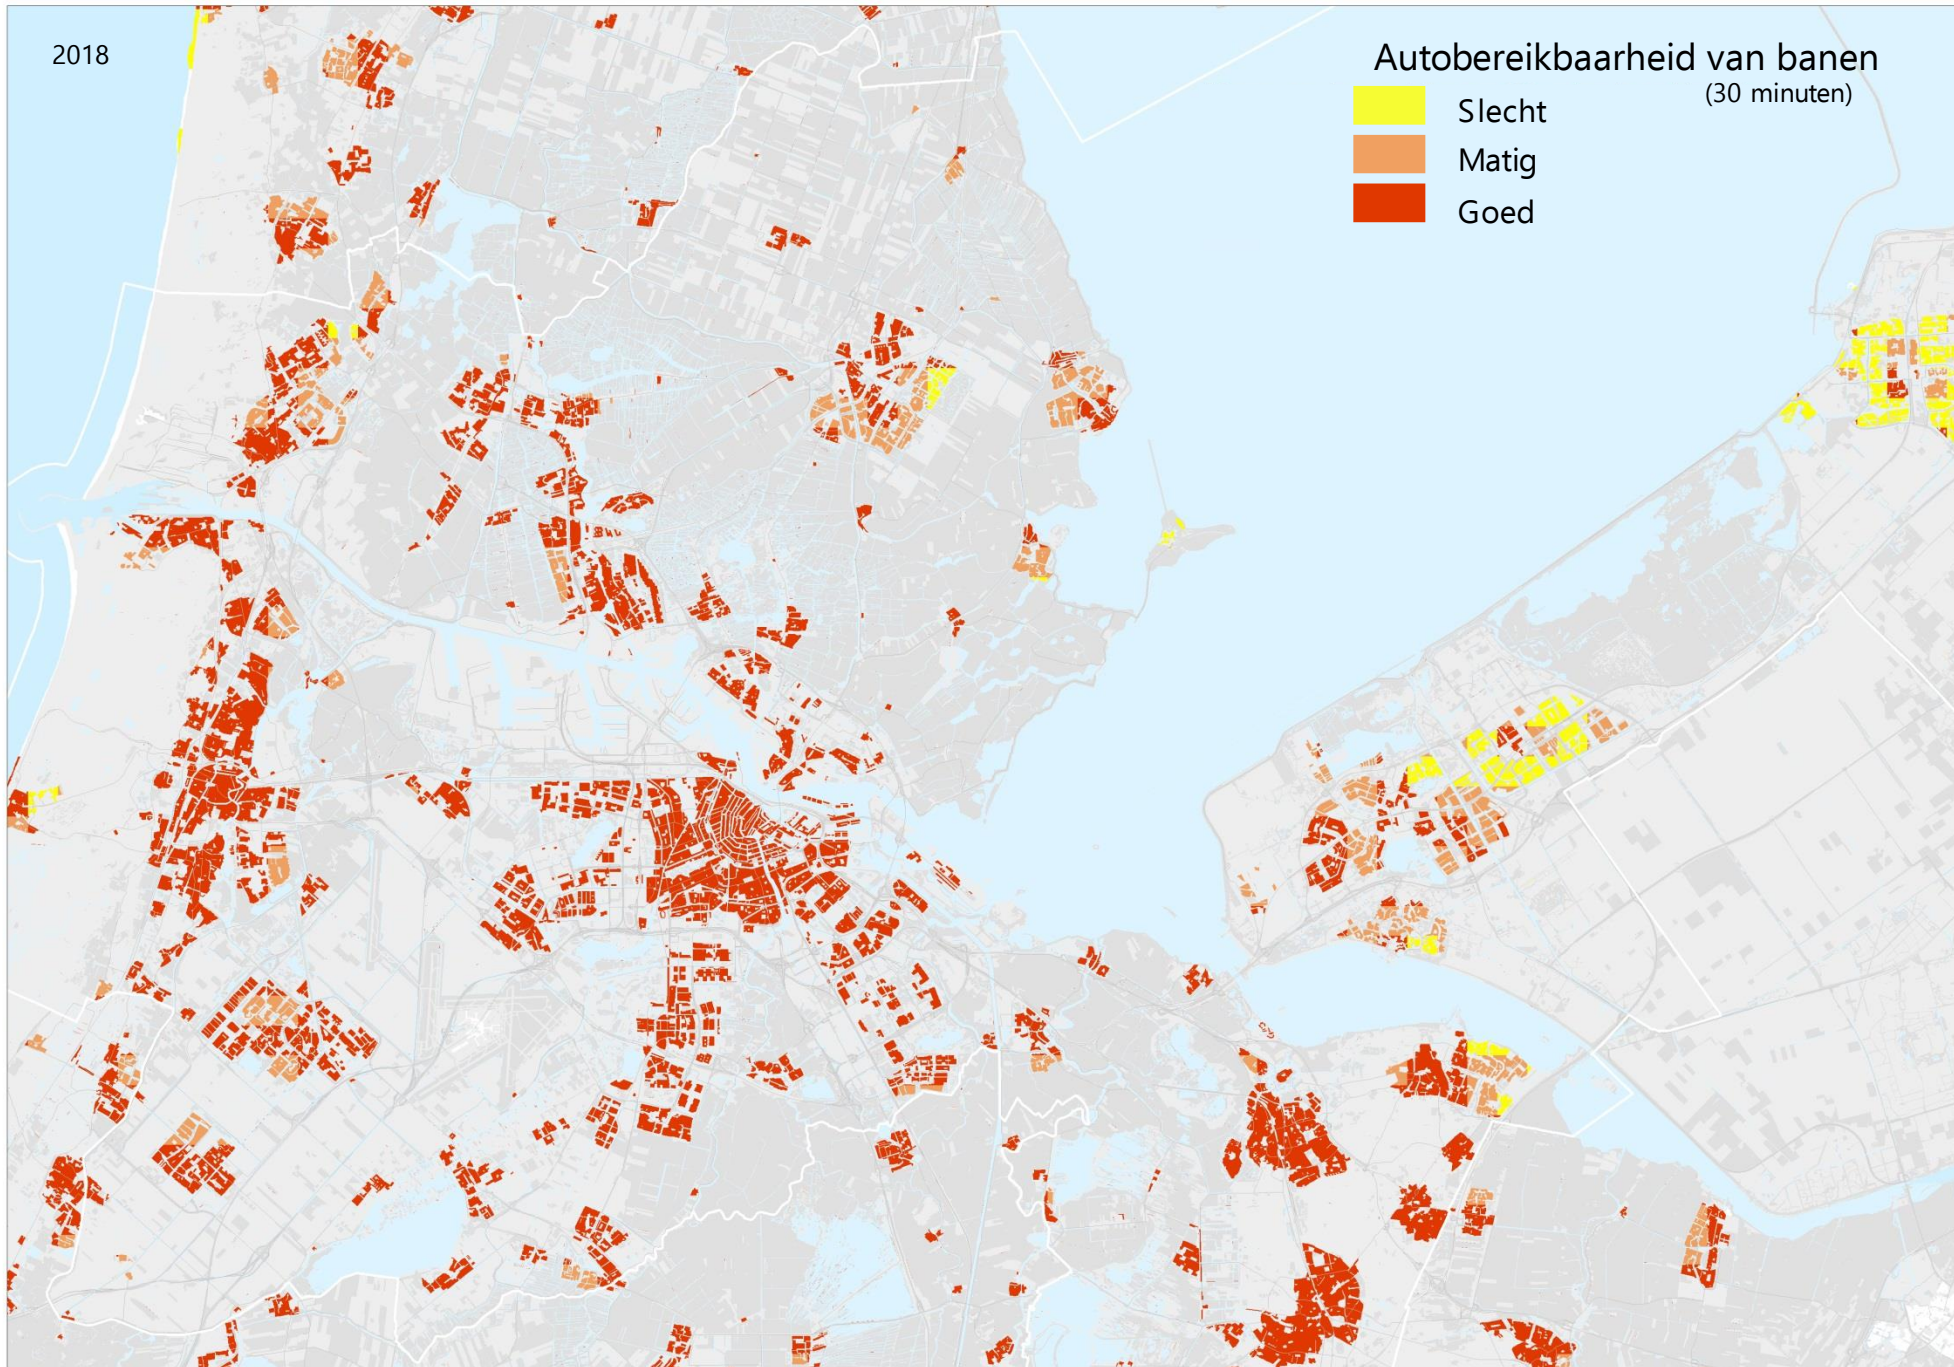 2018
Autobereikbaarheid van banen
(30 minuten)
Slecht
Matig
Goed